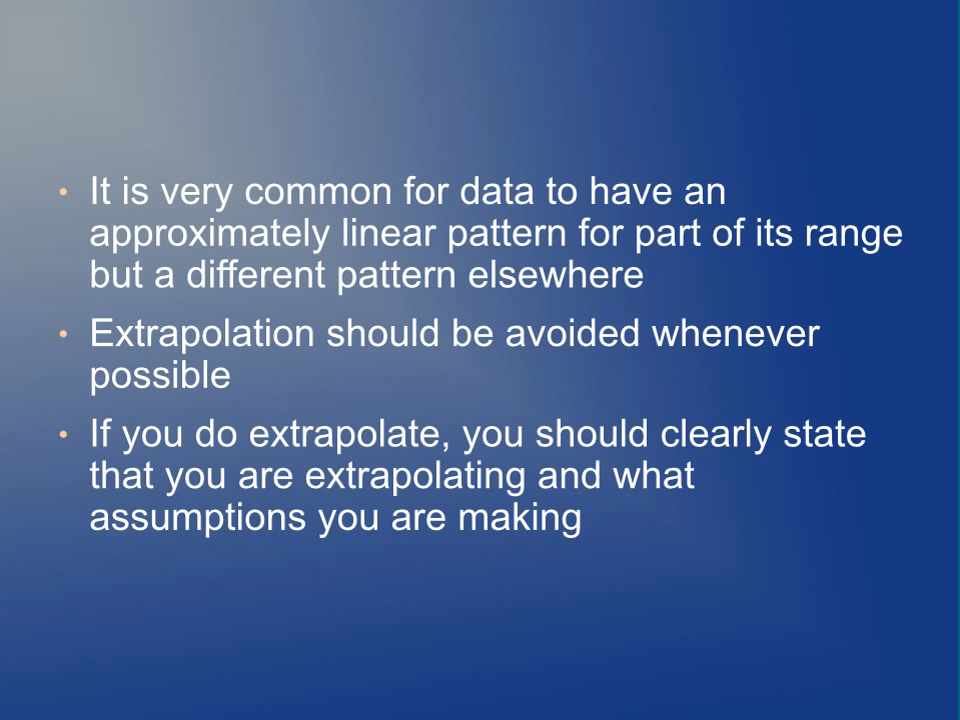 • It is very common for data to have an
approximately linear pattern for part of its range
but a different pattern elsewhere
• Extrapolation should be avoided whenever
possible
• If you do extrapolate, you should clearly state
that you are extrapolating and what
assumptions you are making